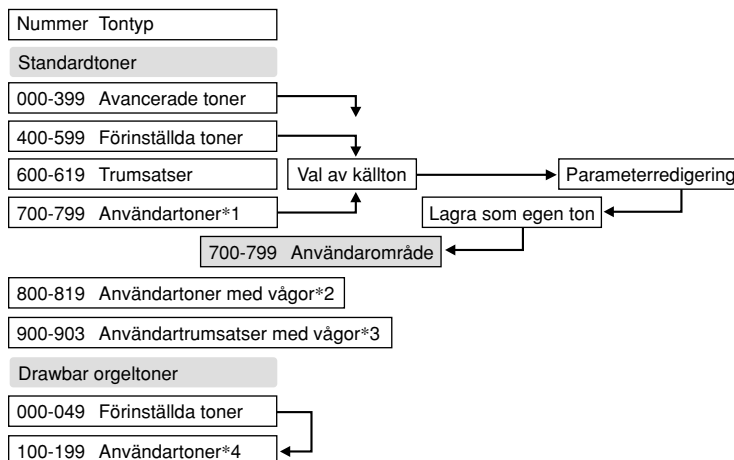 Nummer Tontyp
Standardtoner
000-399 Avancerade toner
400-599 Förinställda toner
600-619 Trumsatser
Val av källton
Parameterredigering
700-799 Användartoner*1
Lagra som egen ton
700-799 Användarområde
800-819 Användartoner med vågor*2
900-903 Användartrumsatser med vågor*3
Drawbar orgeltoner
000-049 Förinställda toner
100-199 Användartoner*4